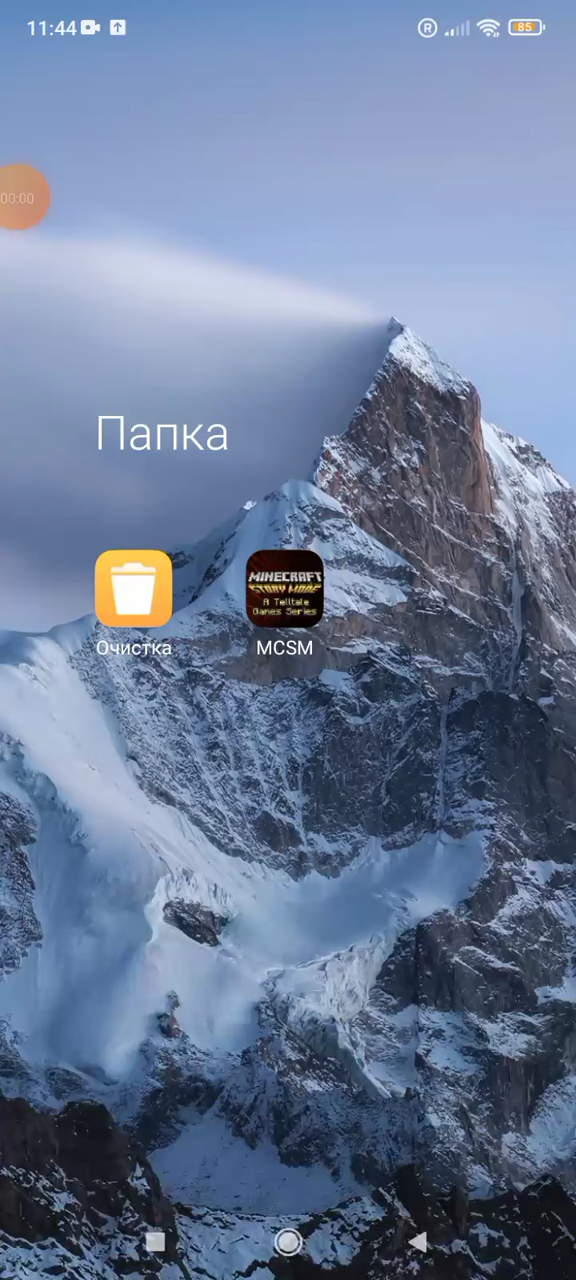 11:44
R
85
00:00
Папка
MINECRAFT
STORY MODE
A Telltale
Games Series
Очистка
MCSM